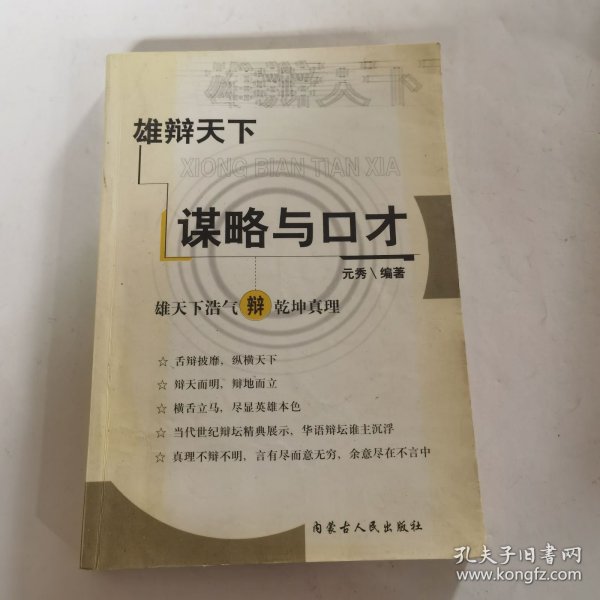 雄辩天下
雄辩天下
XIONG BIAN TIAN XIA
谋略与口才
元秀\编著
雄天下浩气 辩 乾坤真理
☆ 舌辩披靡，纵横天下
☆ 辩天而明，辩地而立
☆ 横舌立马，尽显英雄本色
☆ 当代世纪辩坛精典展示，华语辩坛谁主沉浮
☆ 真理不辩不明，言有尽而意无穷，余意尽在不言中
内蒙古人民出版社
孔夫子旧书网
www.kongfz.com